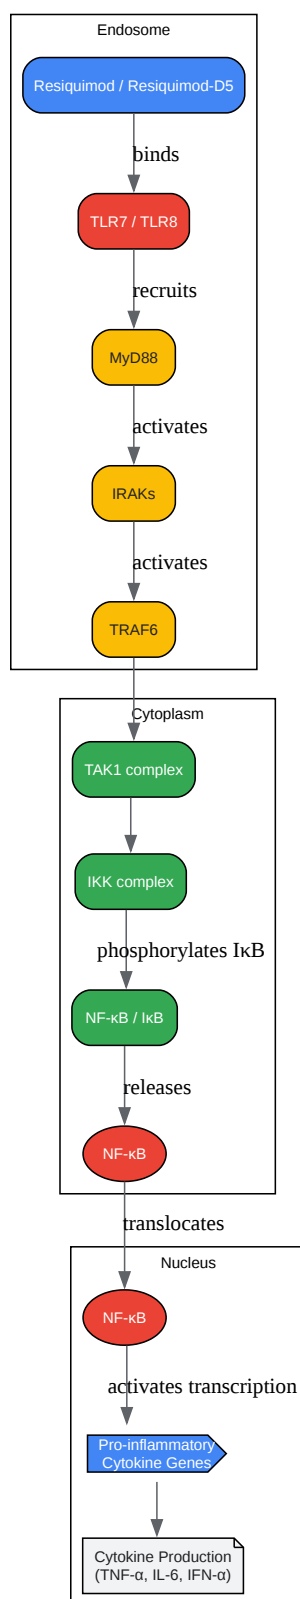 Endosome
Resiquimod / Resiquimod-D5
binds
TLR7 / TLR8
recruits
MyD88
activates
IRAKs
activates
TRAF6
Cytoplasm
TAK1 complex
IKK complex
phosphorylates IκB
NF-κB / IκB
releases
NF-κB
translocates
Nucleus
NF-κB
activates transcription
Pro-inflammatory
Cytokine Genes
Cytokine Production
(TNF-α, IL-6, IFN-α)